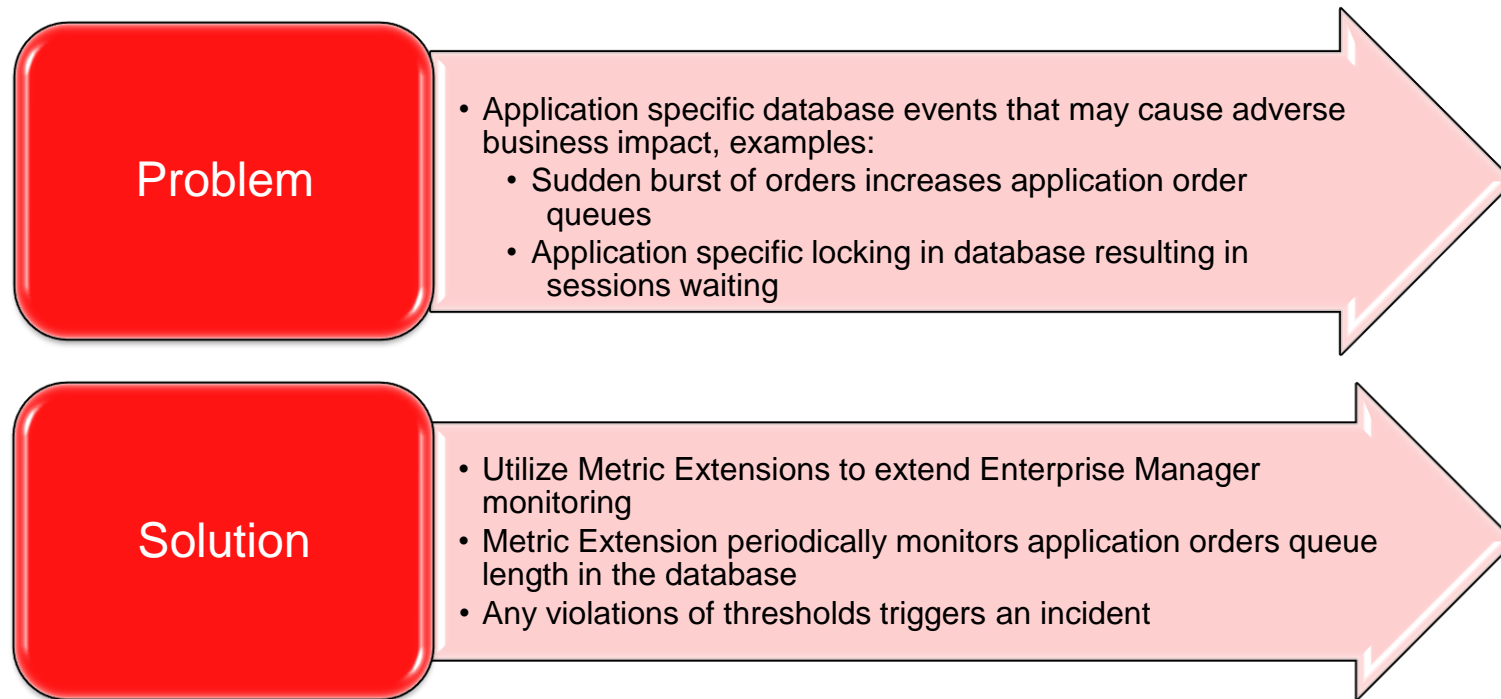 Problem
• Application specific database events that may cause adverse
business impact, examples:
• Sudden burst of orders increases application order
queues
• Application specific locking in database resulting in
sessions waiting
Solution
• Utilize Metric Extensions to extend Enterprise Manager
monitoring
• Metric Extension periodically monitors application orders queue
length in the database
• Any violations of thresholds triggers an incident